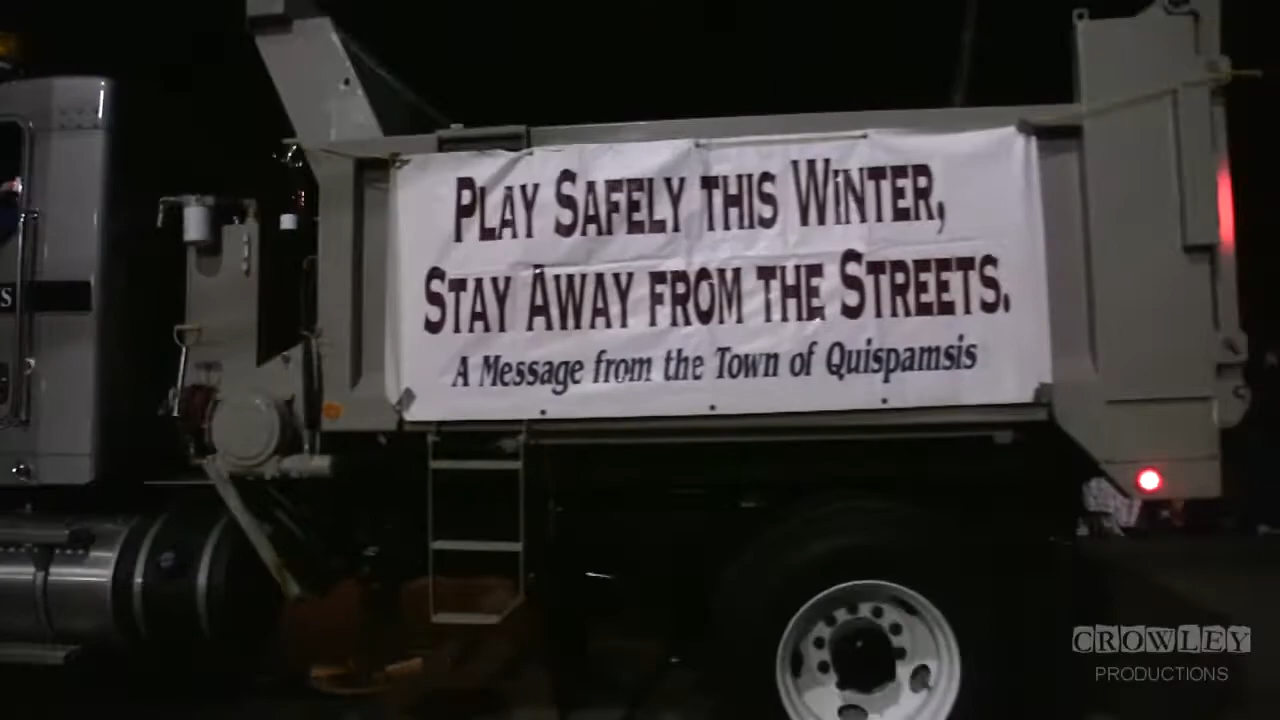 Play Safely this Winter,
Stay Away from the Streets.
A Message from the Town of Quispamsis
S
CROWLEY
PRODUCTIONS